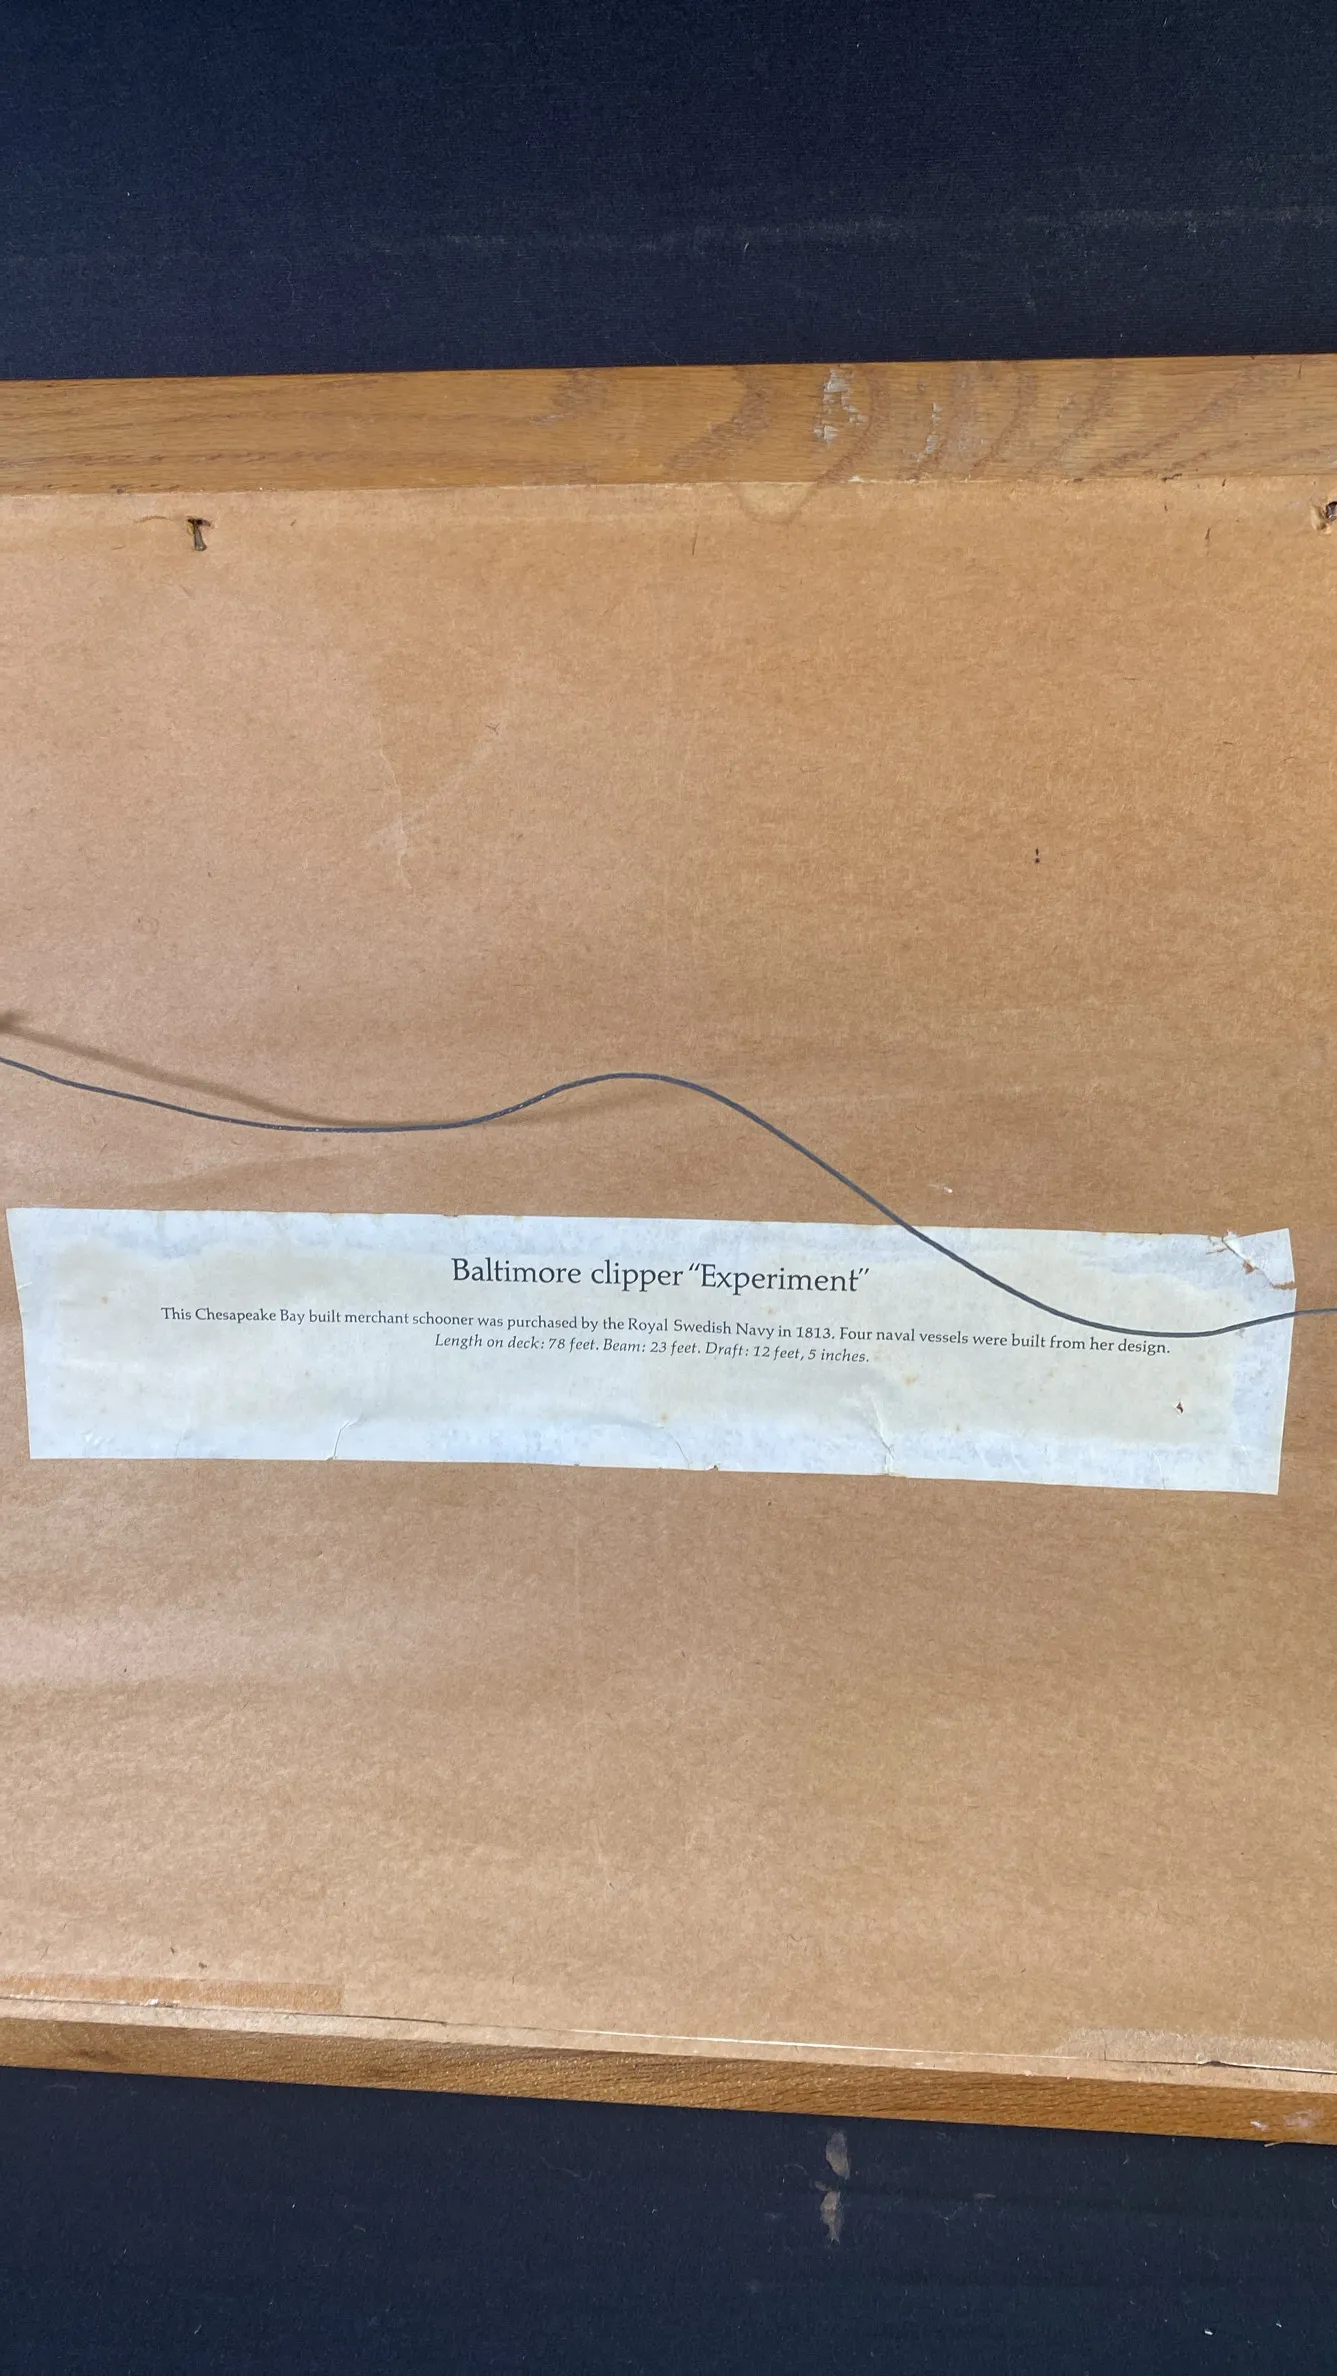 Baltimore clipper “Experiment”
This Chesapeake Bay built merchant schooner was purchased by the Royal Swedish Navy in 1813. Four naval vessels were built from her design.
Length on deck: 78 feet. Beam: 23 feet. Draft: 12 feet, 5 inches.